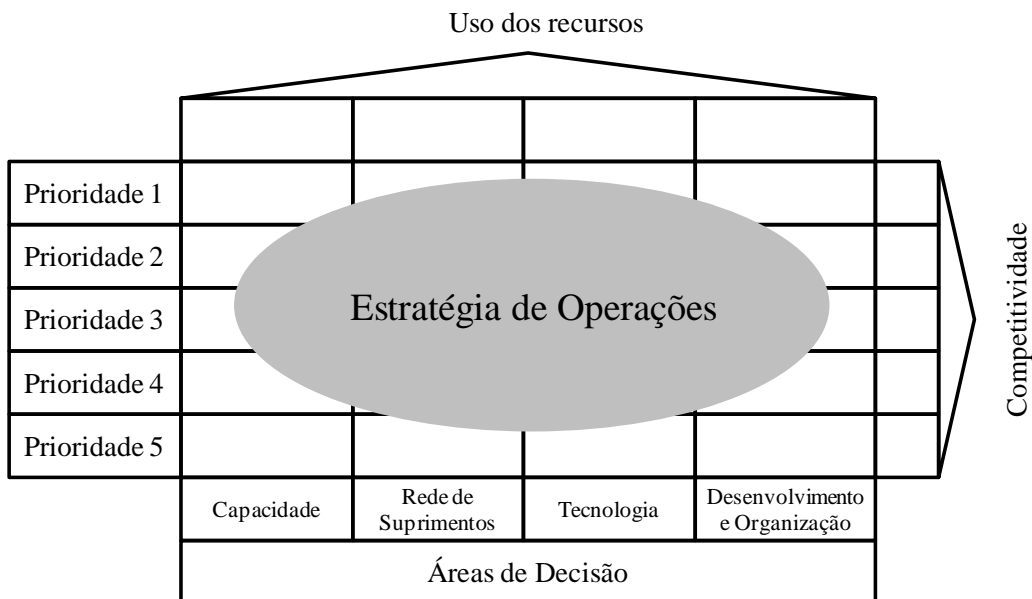 Uso dos recursos
Prioridade 1
Prioridade 2
Prioridade 3
Prioridade 4
Prioridade 5
Estratégia de Operações
Competitividade
Capacidade
Rede de
Suprimentos
Tecnologia
Desenvolvimento
e Organização
Áreas de Decisão